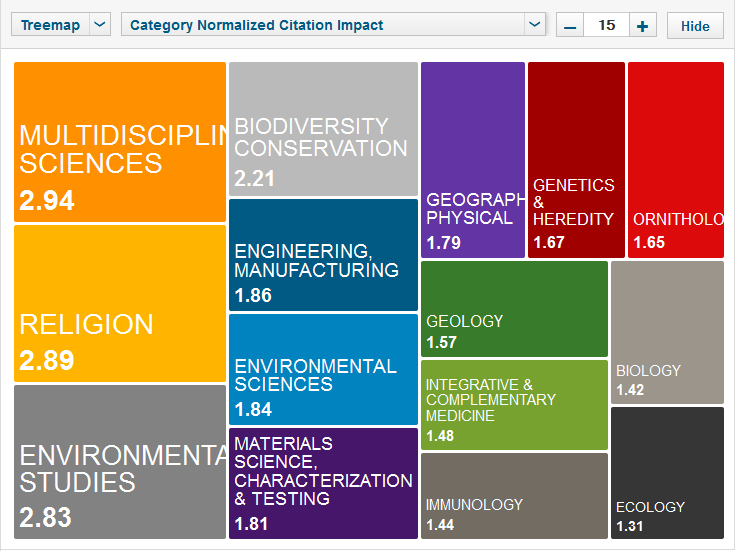 Treemap
Category Normalized Citation Impact
15
Hide
MULTIDISCIPLIN
SCIENCES
2.94
RELIGION
2.89
ENVIRONMENTA
STUDIES
2.83
BIODIVERSITY
CONSERVATION
2.21
ENGINEERING,
MANUFACTURING
1.86
ENVIRONMENTAL
SCIENCES
1.84
MATERIALS
SCIENCE,
CHARACTERIZATION
& TESTING
1.81
GEOGRAPH
PHYSICAL
1.79
GENETICS
&
HEREDITY
1.67
ORNITHOLO
1.65
GEOLOGY
1.57
INTEGRATIVE &
COMPLEMENTARY
MEDICINE
1.48
IMMUNOLOGY
1.44
BIOLOGY
1.42
ECOLOGY
1.31